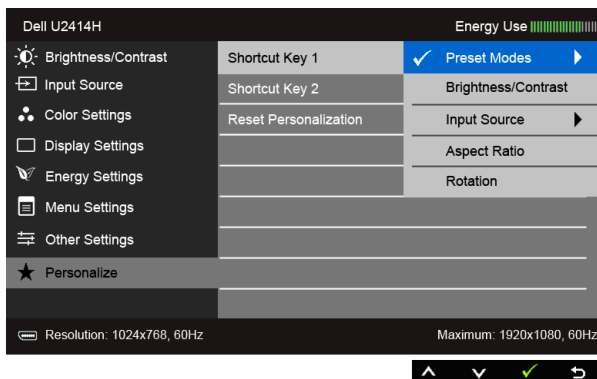 Dell U2414H Energy Use
Brightness/Contrast Shortcut Key 1 Preset Modes
Input Source Shortcut Key 2 Brightness/Contrast
Color Settings Reset Personalization Input Source
Display Settings Aspect Ratio
Energy Settings Rotation
Menu Settings
Other Settings
Personalize
Resolution: 1024x768, 60Hz Maximum: 1920x1080, 60Hz